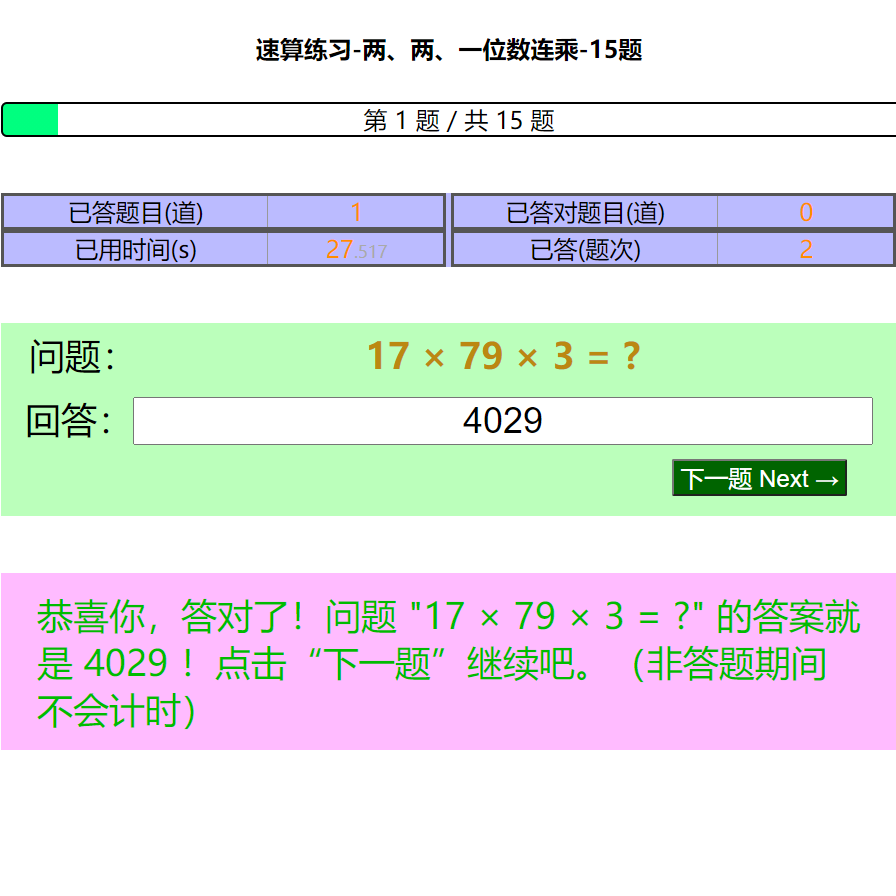 速算练习-两、两、一位数连乘-15题
第 1 题 / 共 15 题
已答题目(道) 1 已答对题目(道) 0
已用时间(s) 27.517 已答(题次) 2
问题： 17 × 79 × 3 = ?
回答： 4029
下一题 Next →
恭喜你，答对了！问题 "17 × 79 × 3 = ?" 的答案就
是 4029 ！点击“下一题”继续吧。（非答题期间
不会计时）